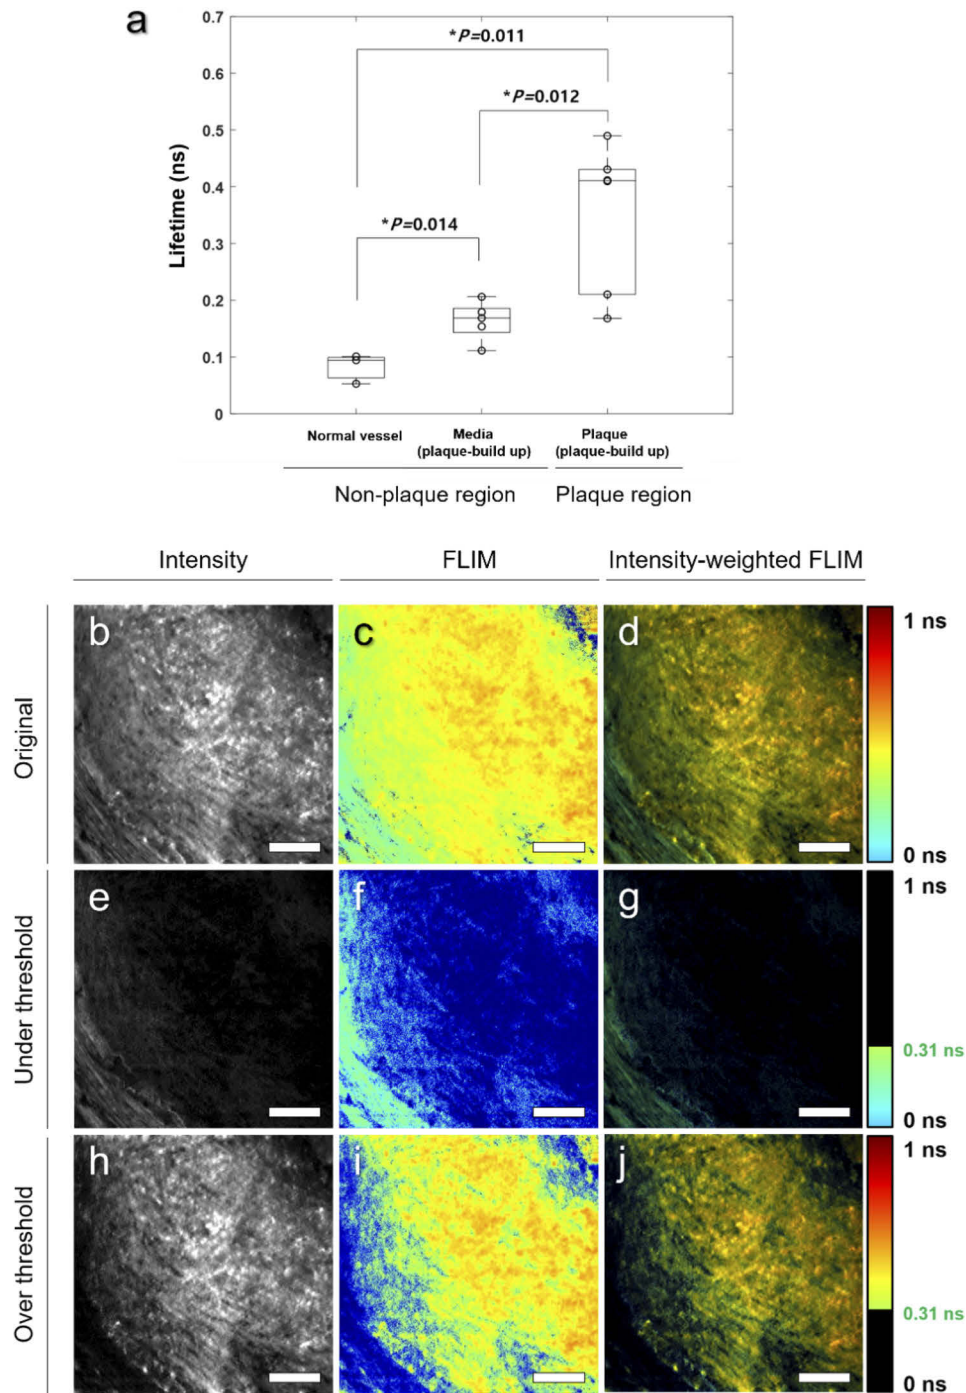 a
0.7
0.6
0.5
0.4
0.3
0.2
0.1
0
Lifetime (ns)
*P=0.011
*P=0.012
*P=0.014
Normal vessel
Media
(plaque-build up)
Plaque
(plaque-build up)
Non-plaque region
Plaque region
Intensity
FLIM
Intensity-weighted FLIM
Original
b
c
d
1 ns
0 ns
Under threshold
e
f
g
1 ns
0.31 ns
0 ns
Over threshold
h
i
j
1 ns
0.31 ns
0 ns